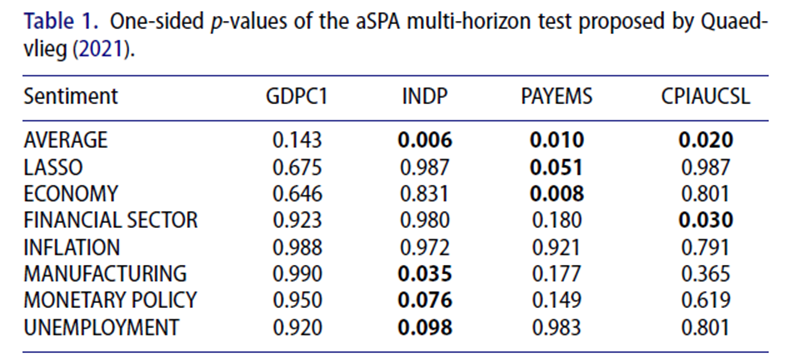 Table 1. One-sided p-values of the aSPA multi-horizon test proposed by Quaed-
vlieg (2021).
Sentiment GDPC1 INDP PAYEMS CPIAUCSL
AVERAGE 0.143 0.006 0.010 0.020
LASSO 0.675 0.987 0.051 0.987
ECONOMY 0.646 0.831 0.008 0.801
FINANCIAL SECTOR 0.923 0.980 0.180 0.030
INFLATION 0.988 0.972 0.921 0.791
MANUFACTURING 0.990 0.035 0.177 0.365
MONETARY POLICY 0.950 0.076 0.149 0.619
UNEMPLOYMENT 0.920 0.098 0.983 0.801